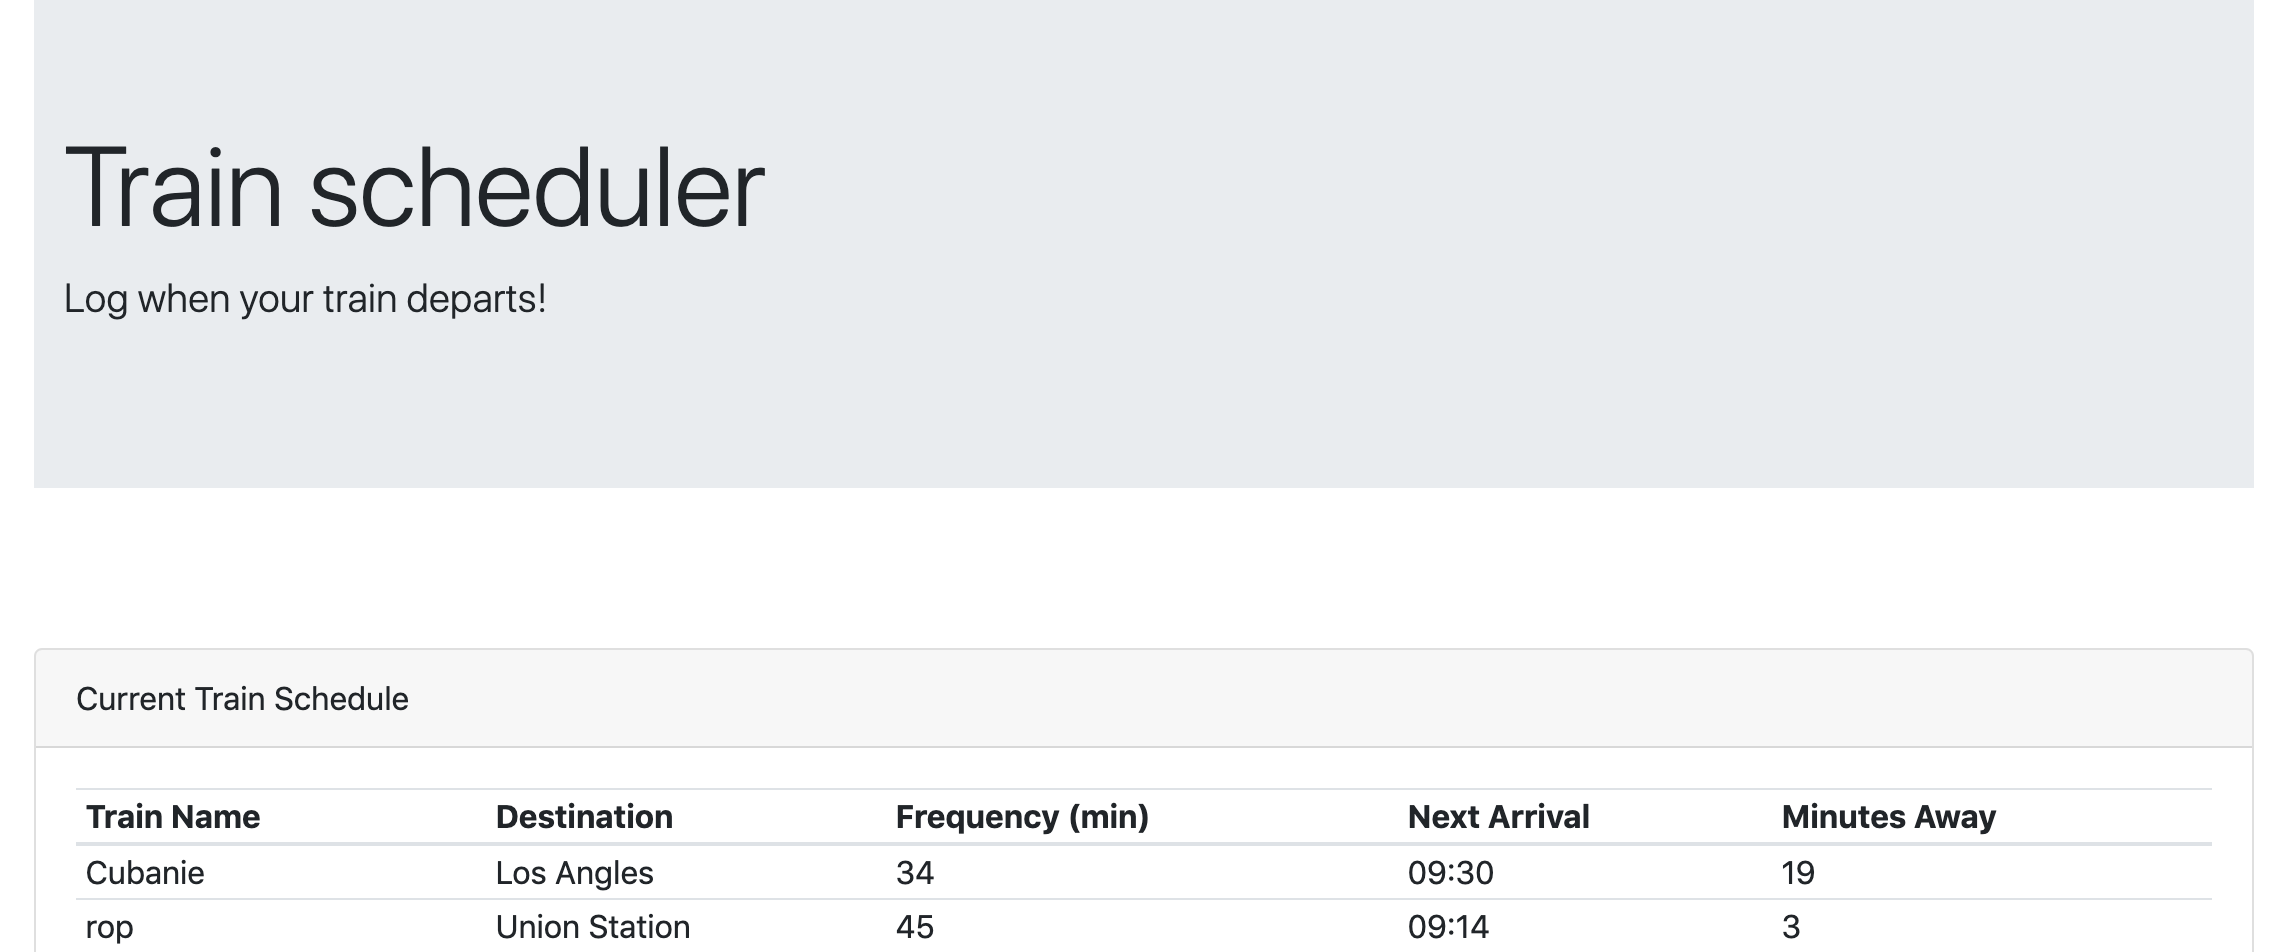 Train scheduler
Log when your train departs!
Current Train Schedule
Train Name Destination Frequency (min) Next Arrival Minutes Away
Cubanie Los Angles 34 09:30 19
rop Union Station 45 09:14 3